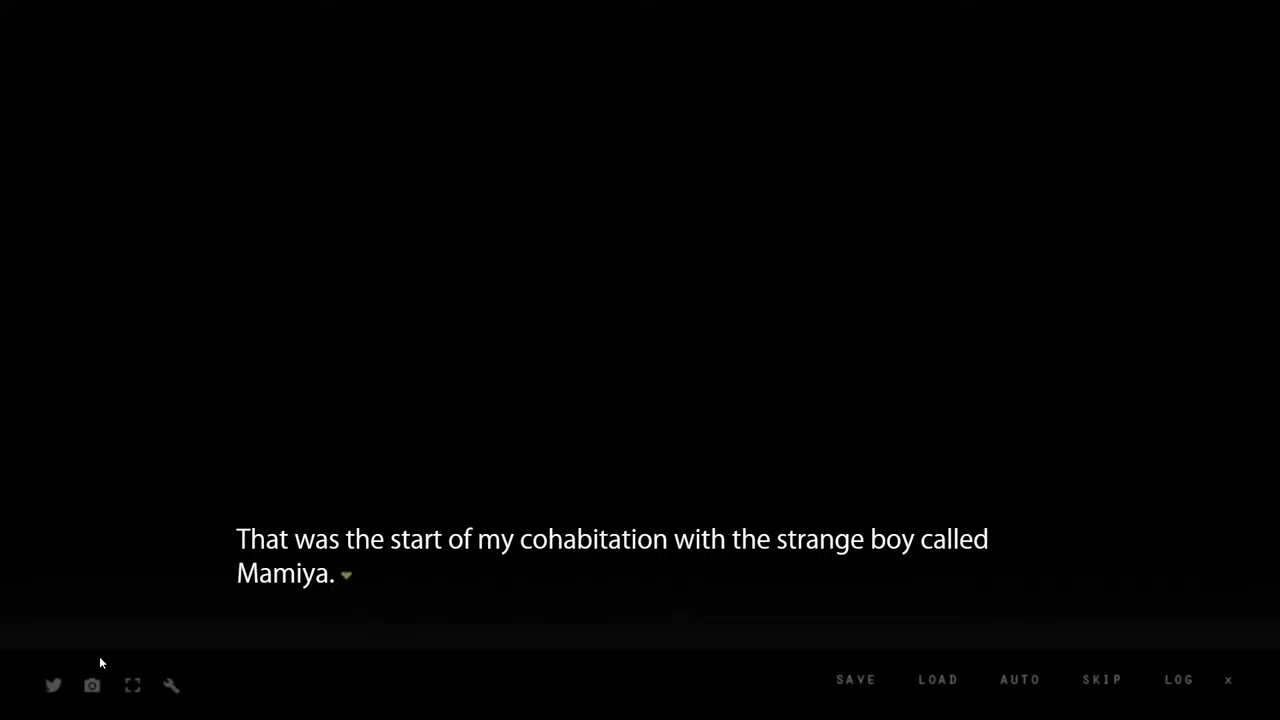 That was the start of my cohabitation with the strange boy called
Mamiya.
SAVE LOAD AUTO SKIP LOG ×